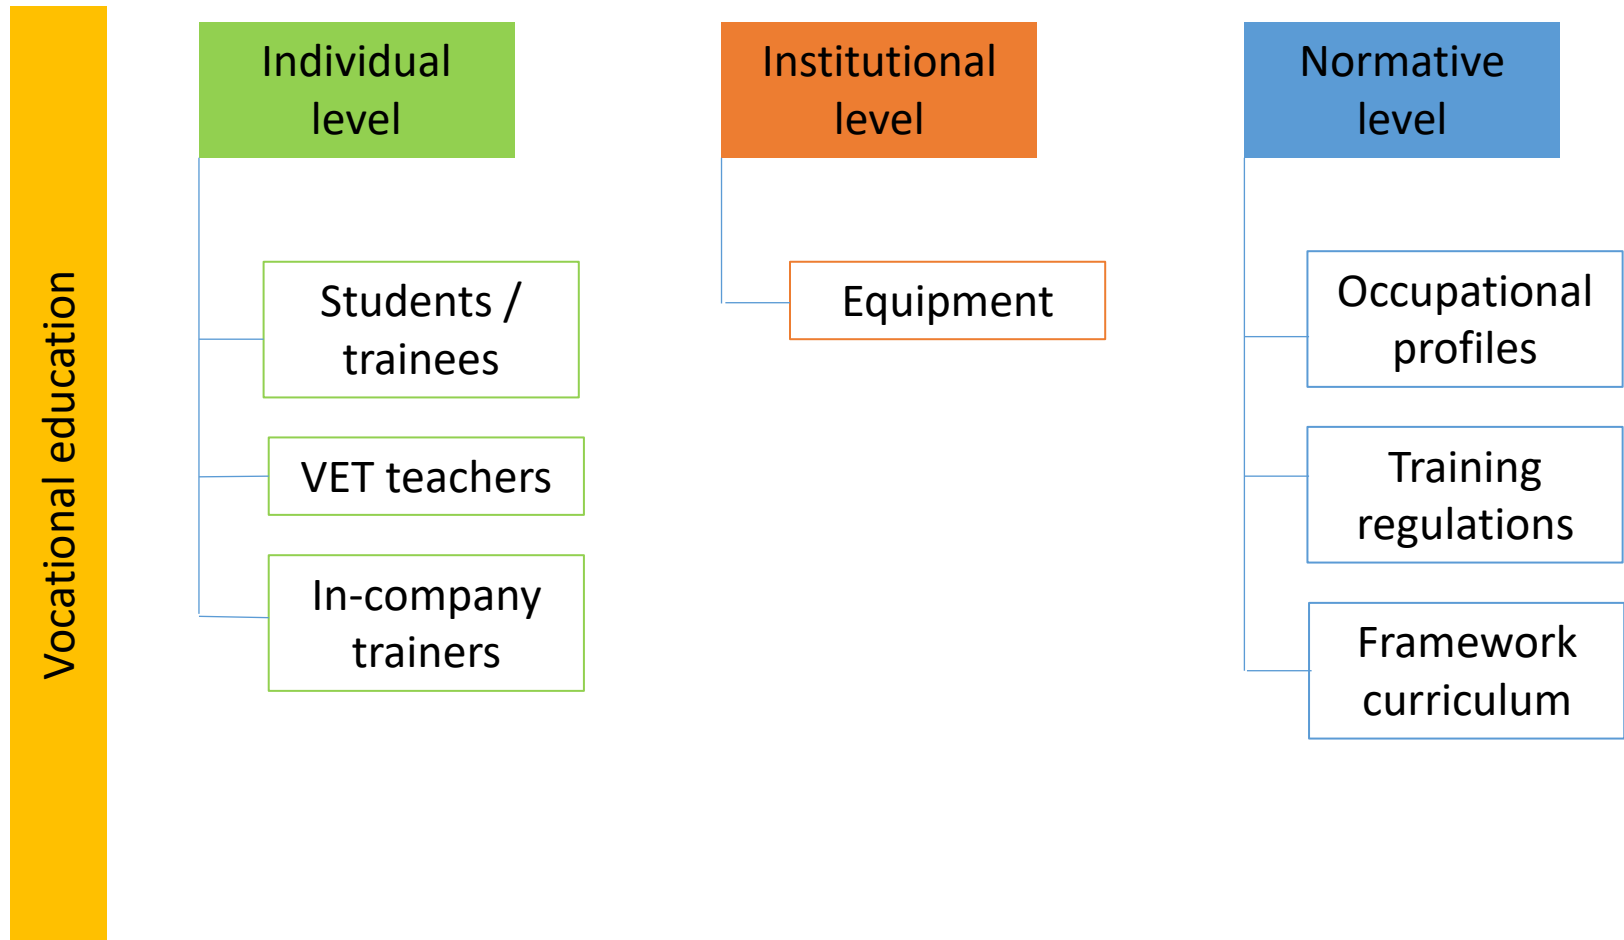 Vocational education
Individual
level
Students /
trainees
VET teachers
In-company
trainers
Institutional
level
Equipment
Normative
level
Occupational
profiles
Training
regulations
Framework
curriculum